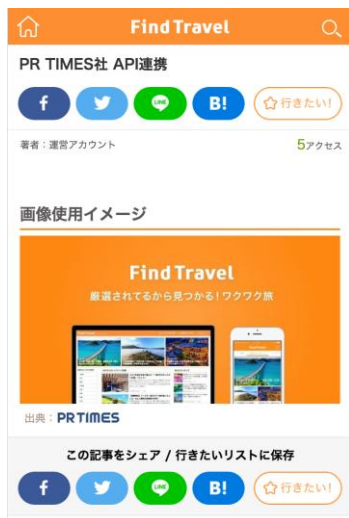 Find Travel
PR TIMES社 API連携
f
LINE
B!
行きたい!
著者：運営アカウント
5アクセス
画像使用イメージ
Find Travel
厳選されてるから見つかる！ワクワク旅
出典：PRTIMES
この記事をシェア / 行きたいリストに保存
f
LINE
B!
行きたい!